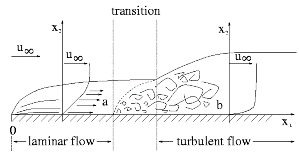 transition
x₂
x₂
u∞
u∞
u∞
a
b
0
x₁
laminar flow
turbulent flow